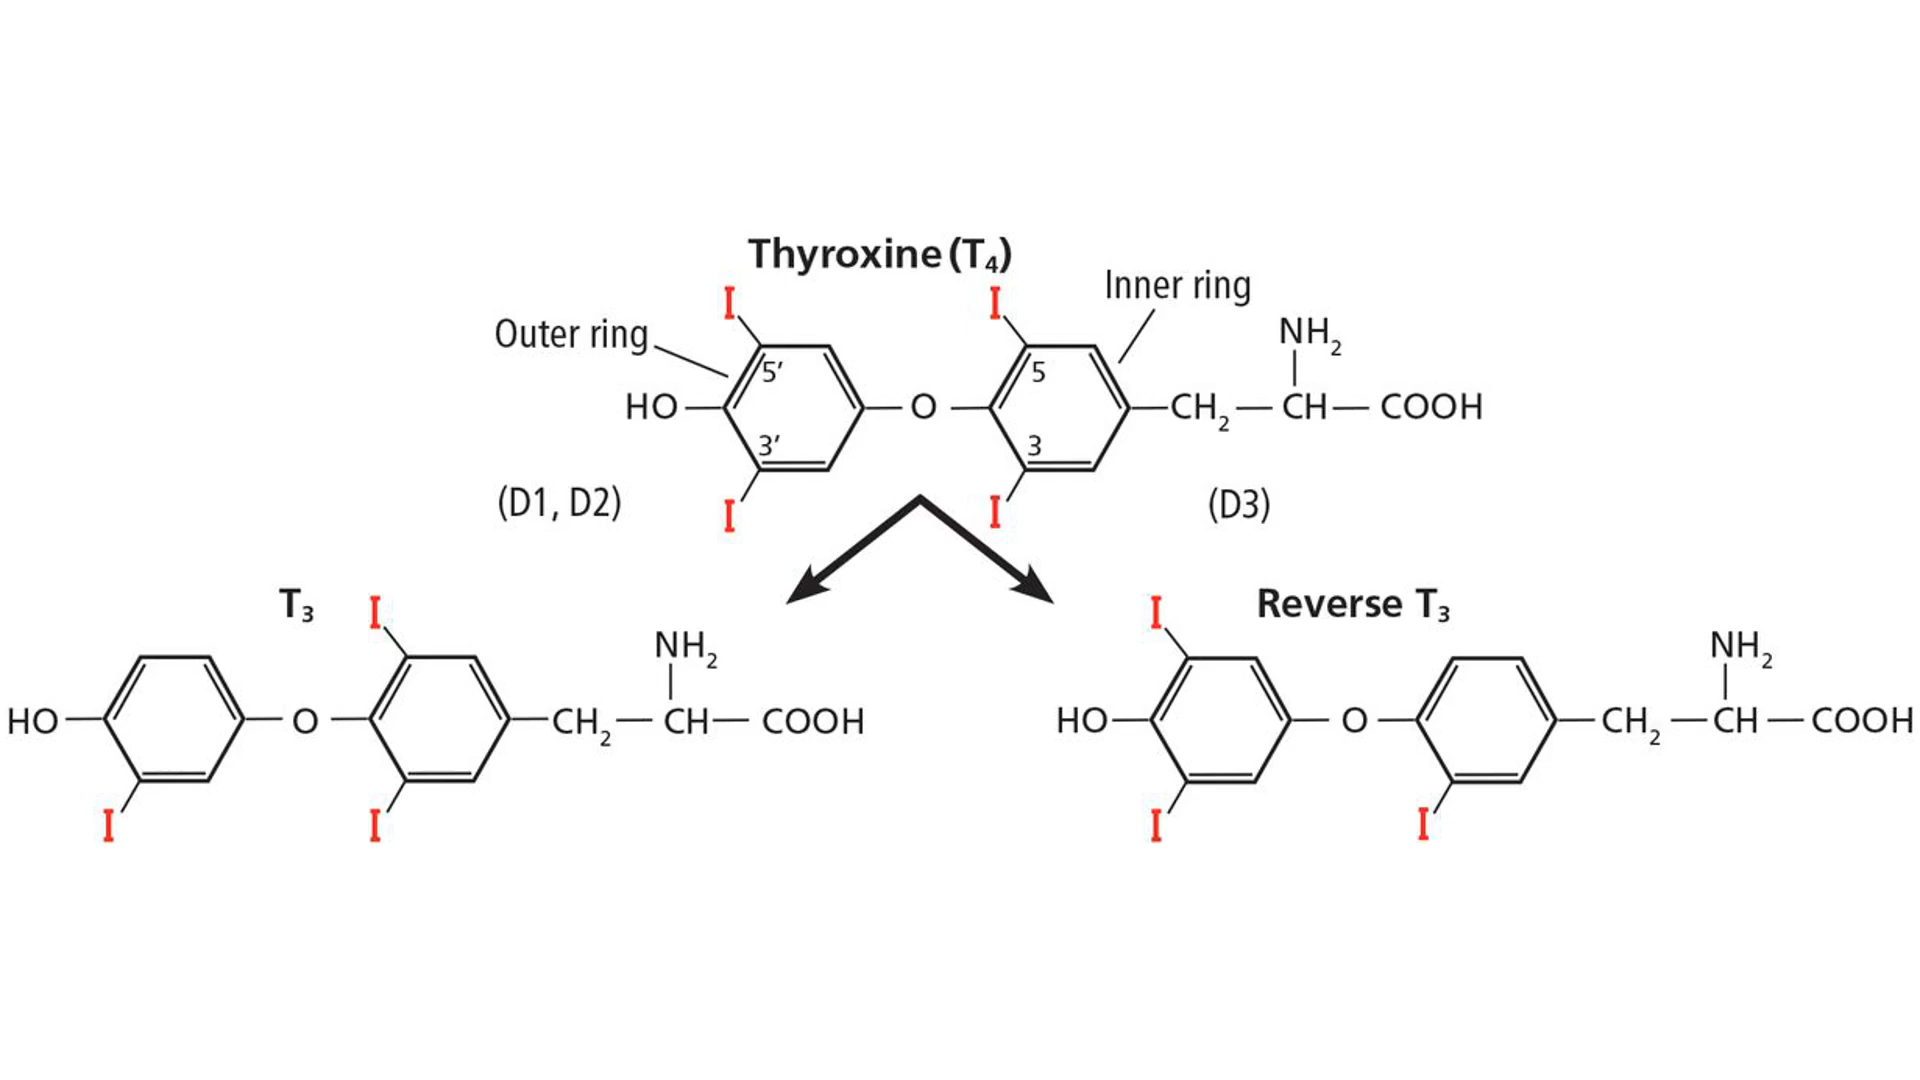 Thyroxine (T₄)
Inner ring
Outer ring
I
I
NH₂
5′
5
HO
O
CH₂
CH
COOH
3′
3
I
I
(D1, D2)
(D3)
T₃
Reverse T₃
I
NH₂
HO
O
CH₂
CH
COOH
I
I
I
NH₂
HO
O
CH₂
CH
COOH
I
I